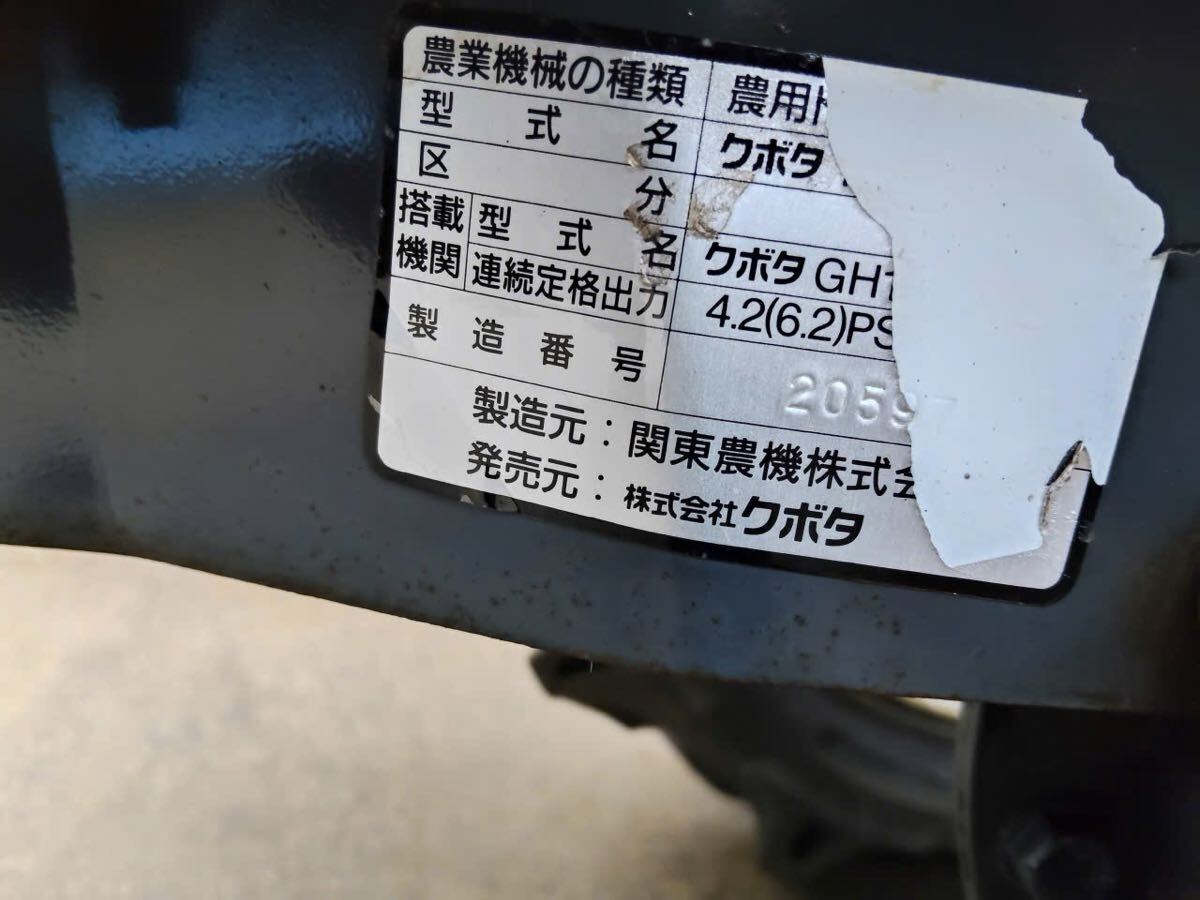 農業機械の種類 農用ト
型式名 クボタ
区分
搭載機関 型式名 クボタ GH1
連続定格出力 4.2(6.2)PS
製造番号 2059
製造元：関東農機株式会
発売元：株式会社クボタ